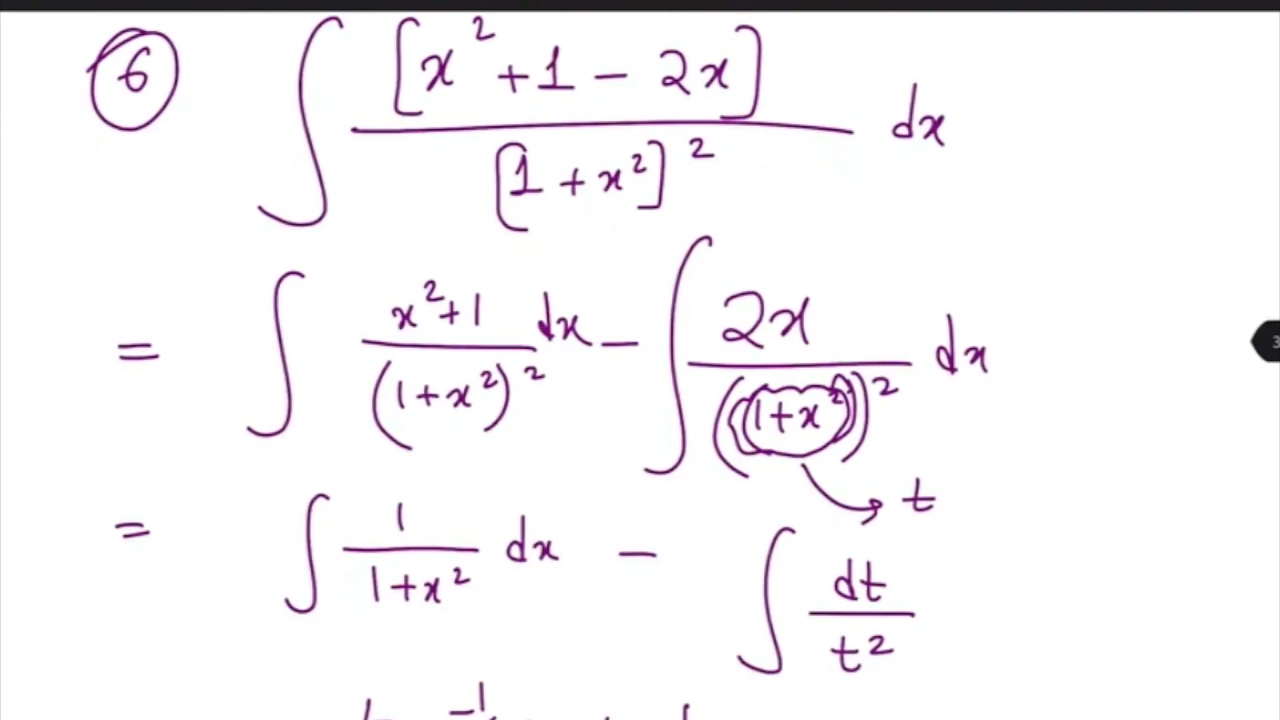 6 ∫ [x²+1−2x] / [1+x²]² dx
= ∫ x²+1 / (1+x²)² dx − ∫ 2x / ((1+x²))² dx
→ t
= ∫ 1 / 1+x² dx − ∫ dt / t²
3